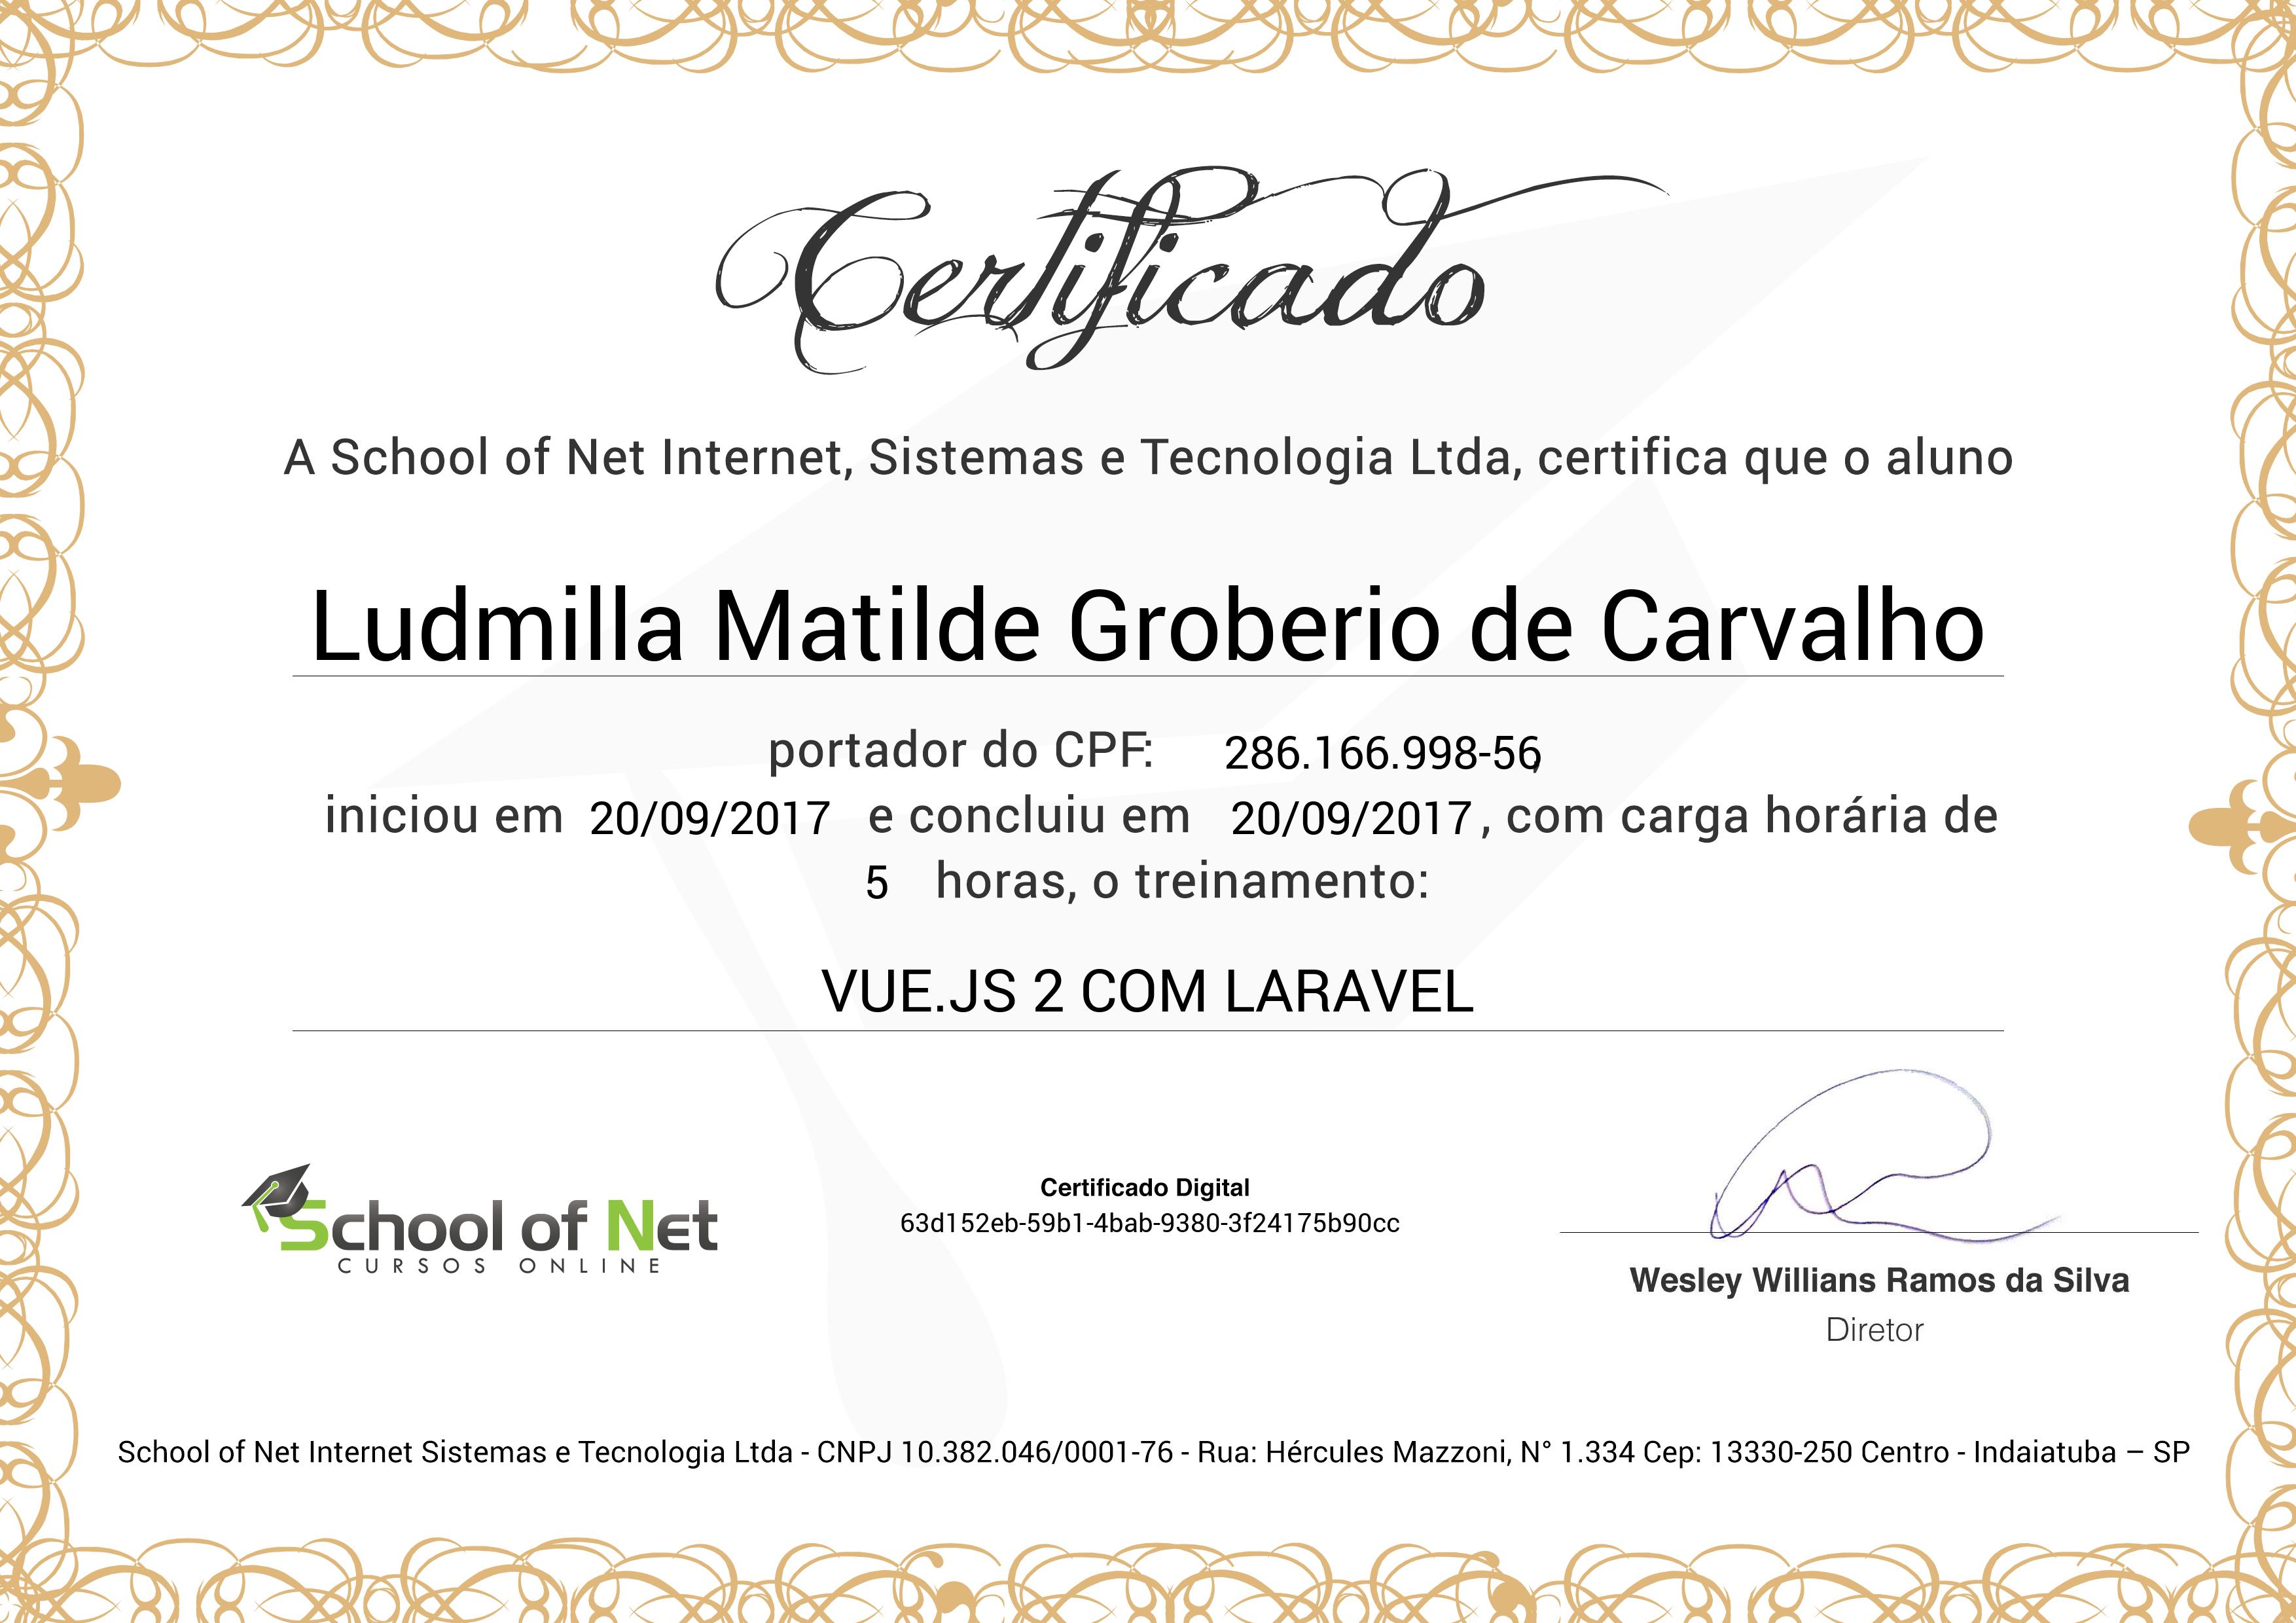 Certificado
A School of Net Internet, Sistemas e Tecnologia Ltda, certifica que o aluno
Ludmilla Matilde Groberio de Carvalho
portador do CPF: 286.166.998-56,
iniciou em 20/09/2017 e concluiu em 20/09/2017, com carga horária de
5 horas, o treinamento:
VUE.JS 2 COM LARAVEL
School of Net
CURSOS ONLINE
Certificado Digital
63d152eb-59b1-4bab-9380-3f24175b90cc
Wesley Willians Ramos da Silva
Diretor
School of Net Internet Sistemas e Tecnologia Ltda - CNPJ 10.382.046/0001-76 - Rua: Hércules Mazzoni, N° 1.334 Cep: 13330-250 Centro - Indaiatuba – SP